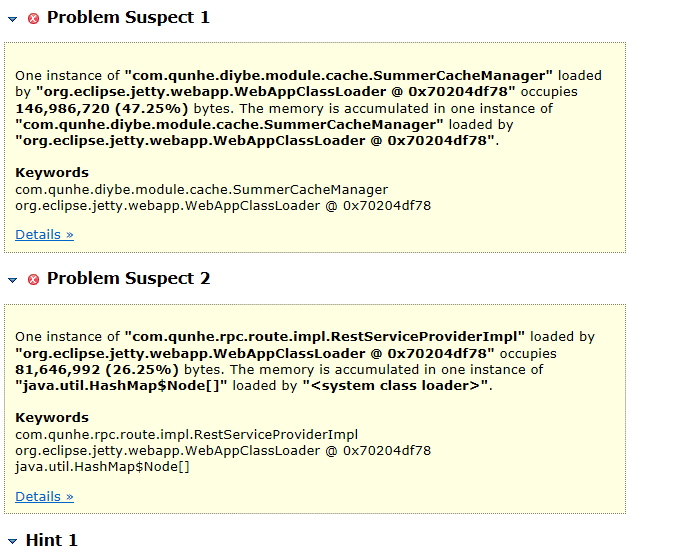 Problem Suspect 1
One instance of "com.qunhe.diybe.module.cache.SummerCacheManager" loaded
by "org.eclipse.jetty.webapp.WebAppClassLoader @ 0x70204df78" occupies
146,986,720 (47.25%) bytes. The memory is accumulated in one instance of
"com.qunhe.diybe.module.cache.SummerCacheManager" loaded by
"org.eclipse.jetty.webapp.WebAppClassLoader @ 0x70204df78".
Keywords
com.qunhe.diybe.module.cache.SummerCacheManager
org.eclipse.jetty.webapp.WebAppClassLoader @ 0x70204df78
Details »
Problem Suspect 2
One instance of "com.qunhe.rpc.route.impl.RestServiceProviderImpl" loaded by
"org.eclipse.jetty.webapp.WebAppClassLoader @ 0x70204df78" occupies
81,646,992 (26.25%) bytes. The memory is accumulated in one instance of
"java.util.HashMap$Node[]" loaded by "<system class loader>".
Keywords
com.qunhe.rpc.route.impl.RestServiceProviderImpl
org.eclipse.jetty.webapp.WebAppClassLoader @ 0x70204df78
java.util.HashMap$Node[]
Details »
Hint 1